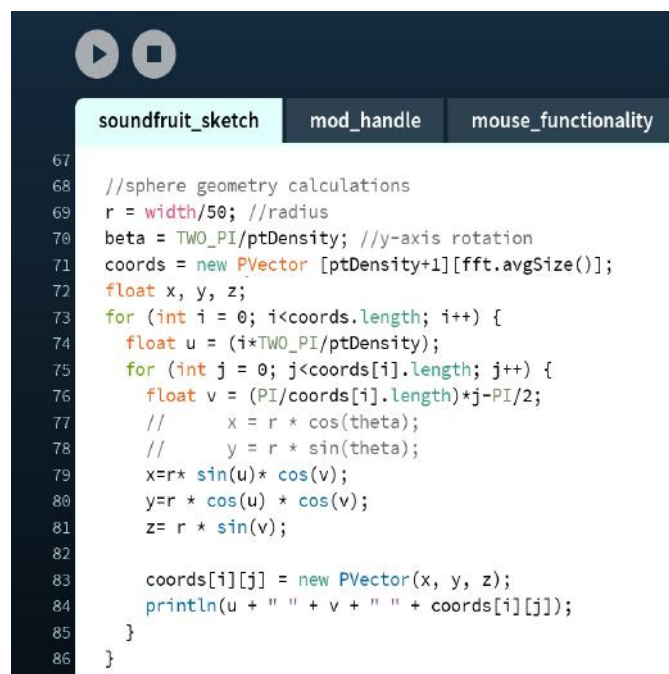 soundfruit_sketch mod_handle mouse_functionality
67
68 //sphere geometry calculations
69 r = width/50; //radius
70 beta = TWO_PI/ptDensity; //y-axis rotation
71 coords = new PVector [ptDensity+1][fft.avgSize()];
72 float x, y, z;
73 for (int i = 0; i<coords.length; i++) {
74 float u = (i*TWO_PI/ptDensity);
75 for (int j = 0; j<coords[i].length; j++) {
76 float v = (PI/coords[i].length)*j-PI/2;
77 // x = r * cos(theta);
78 // y = r * sin(theta);
79 x=r* sin(u)* cos(v);
80 y=r * cos(u) * cos(v);
81 z= r * sin(v);
82
83 coords[i][j] = new PVector(x, y, z);
84 println(u + " " + v + " " + coords[i][j]);
85 }
86 }